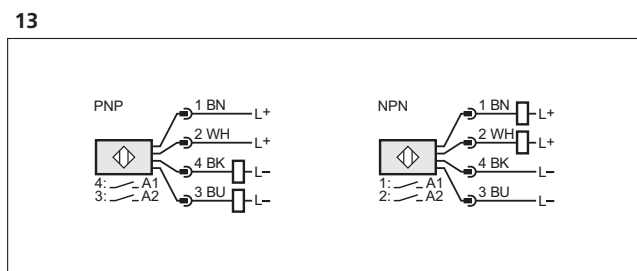 13
PNP
1 BN L+
2 WH L+
4 BK L–
3 BU L–
4: A1
3: A2
NPN
1 BN L+
2 WH L+
4 BK L–
3 BU L–
1: A1
2: A2